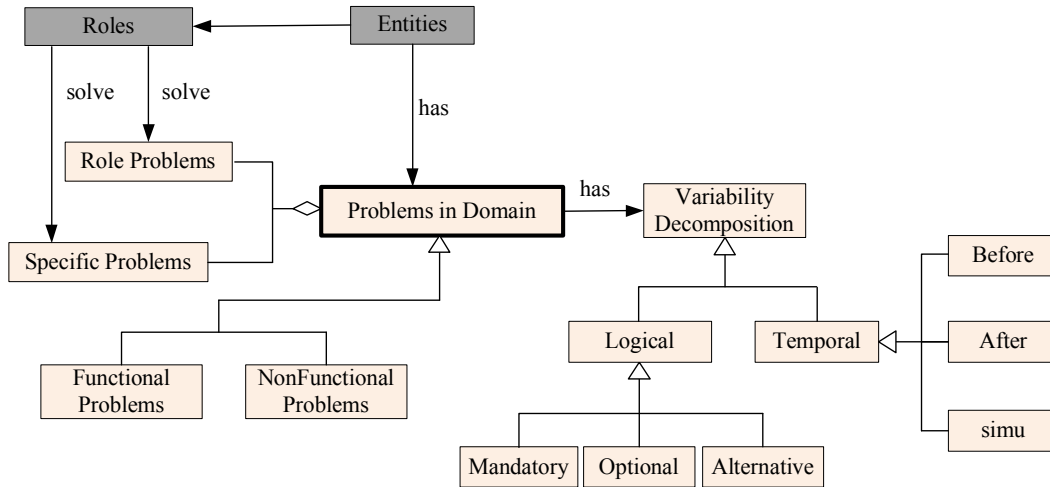 Roles
Entities
solve
solve
has
Role Problems
Problems in Domain
has
Variability
Decomposition
Specific Problems
Before
Logical
Temporal
After
Functional
Problems
NonFunctional
Problems
simu
Mandatory
Optional
Alternative